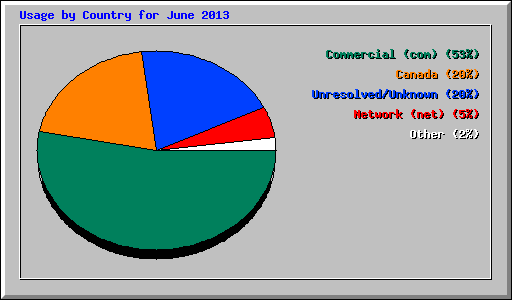 Usage by Country for June 2013
Commercial (com) (53%)
Canada (20%)
Unresolved/Unknown (20%)
Network (net) (5%)
Other (2%)